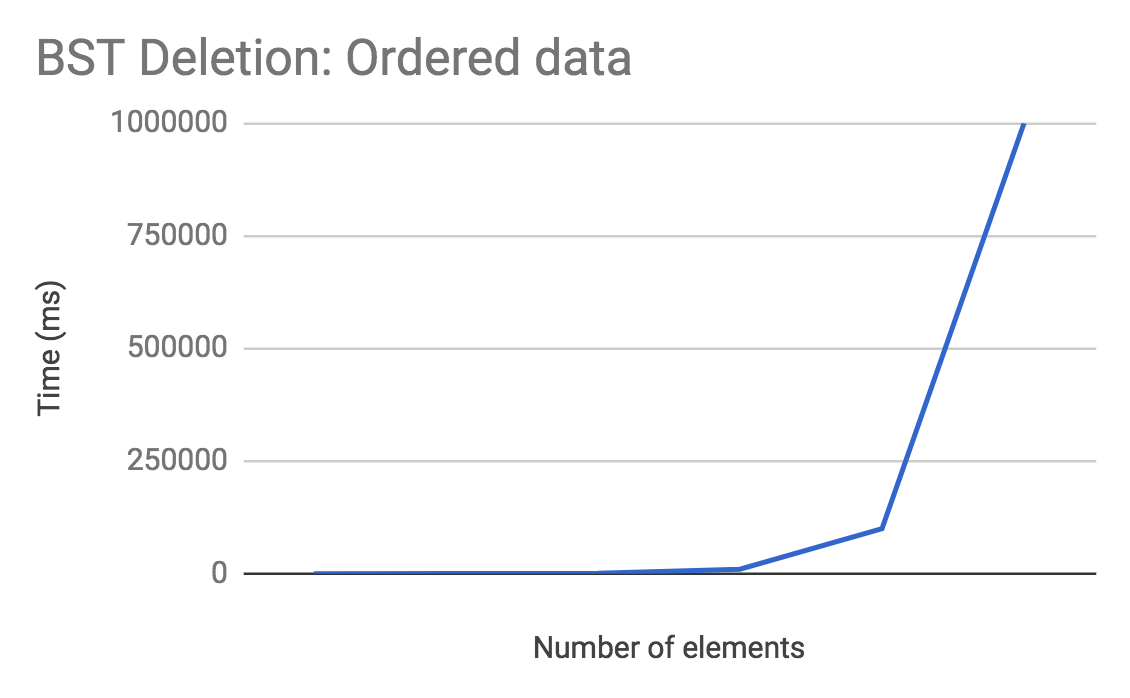 BST Deletion: Ordered data
1000000
750000
500000
250000
0
Time (ms)
Number of elements